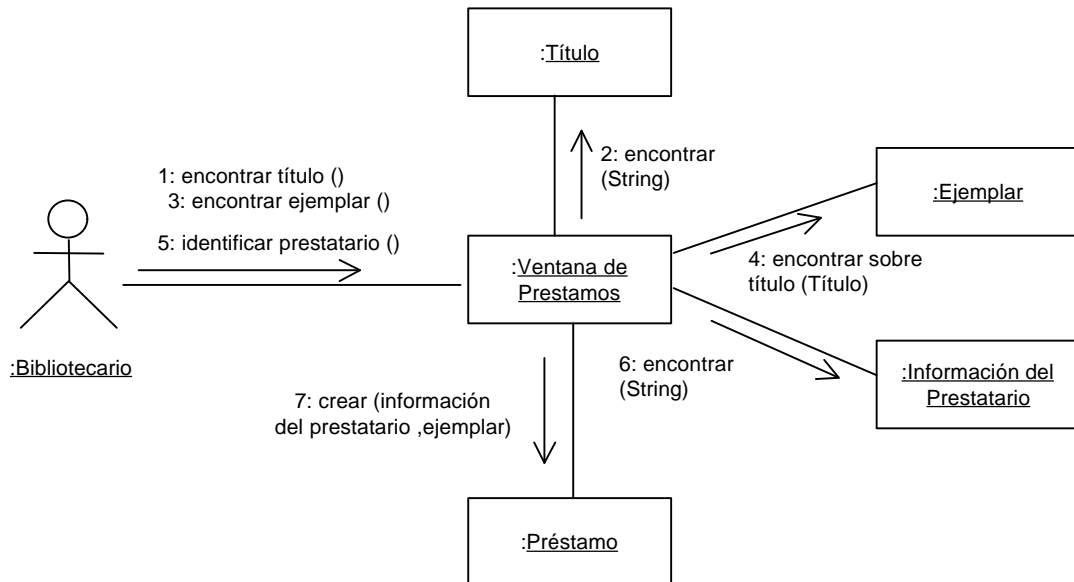 :Título
1: encontrar título ()
3: encontrar ejemplar ()
5: identificar prestatario ()
2: encontrar
(String)
:Ejemplar
:Ventana de
Prestamos
4: encontrar sobre
título (Título)
:Bibliotecario
6: encontrar
(String)
:Información del
Prestatario
7: crear (información
del prestatario ,ejemplar)
:Préstamo